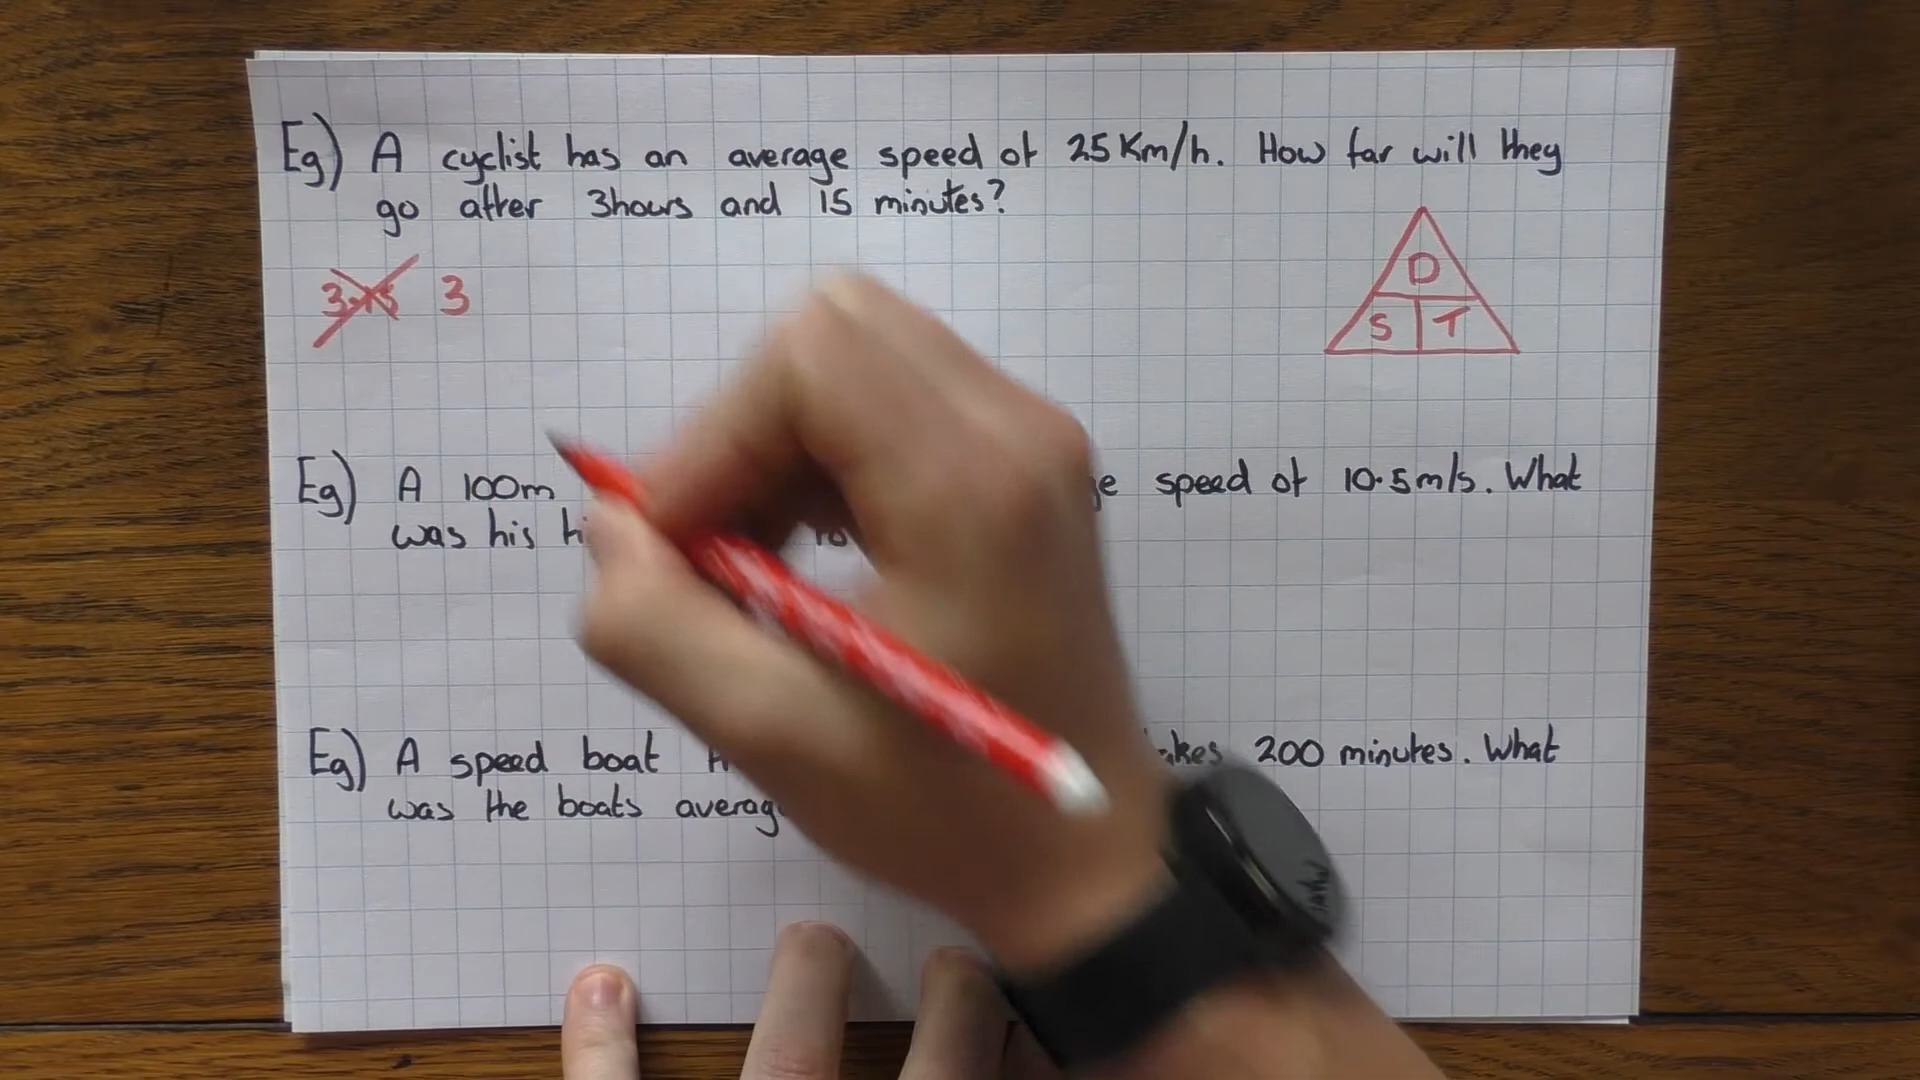 Eg) A cyclist has an average speed of 25 Km/h. How far will they
go after 3hours and 15 minutes?
3.15 3
D
S T
Eg) A 100m speed of 10.5m/s. What
was his
Eg) A speed boat 200 minutes. What
was the boats